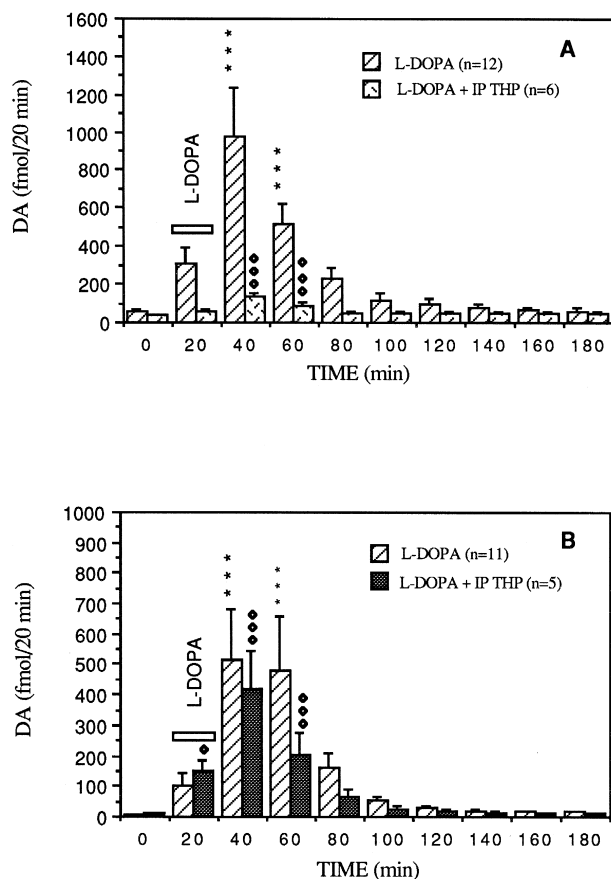 A
L-DOPA (n=12)
L-DOPA + IP THP (n=6)
DA (fmol/20 min)
1600
1400
1200
1000
800
600
400
200
0
L-DOPA
***
***
0 20 40 60 80 100 120 140 160 180
TIME (min)
B
L-DOPA (n=11)
L-DOPA + IP THP (n=5)
DA (fmol/20 min)
1000
900
800
700
600
500
400
300
200
100
0
L-DOPA
***
***
0 20 40 60 80 100 120 140 160 180
TIME (min)